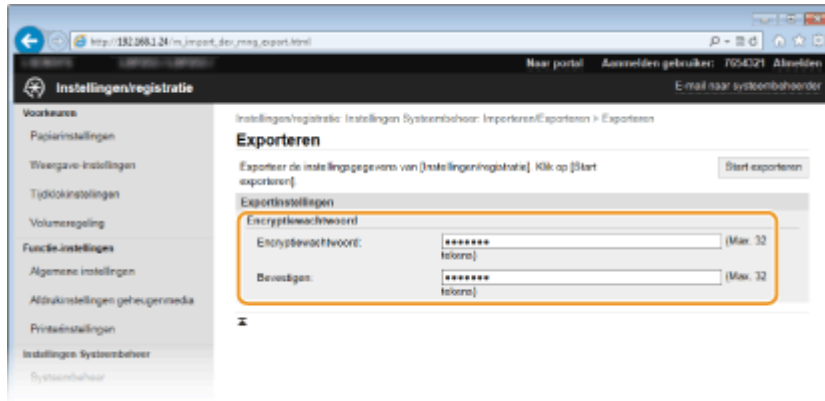 http://192.168.1.24/m_import_dev_mng_export.html
Naar portal Aanmelden gebruiker: 7654321 Afmelden
Instellingen/registratie
E-mail naar systeembeheerder
Voorkeuren
Papierinstellingen
Weergave-instellingen
Tijdklokinstellingen
Volumeregeling
Functie-instellingen
Algemene instellingen
Afdrukinstellingen geheugenmedia
Printerinstellingen
Instellingen Systeembeheer
Systeembeheer
Instellingen/registratie: Instellingen Systeembeheer: Importeren/Exporteren > Exporteren
Exporteren
Exporteer de instellingsgegevens van [Instellingen/registratie]. Klik op [Start
exporteren].
Start exporteren
Exportinstellingen
Encryptiewachtwoord
Encryptiewachtwoord: ●●●●●●● (Max. 32
tekens)
Bevestigen: ●●●●●●● (Max. 32
tekens)